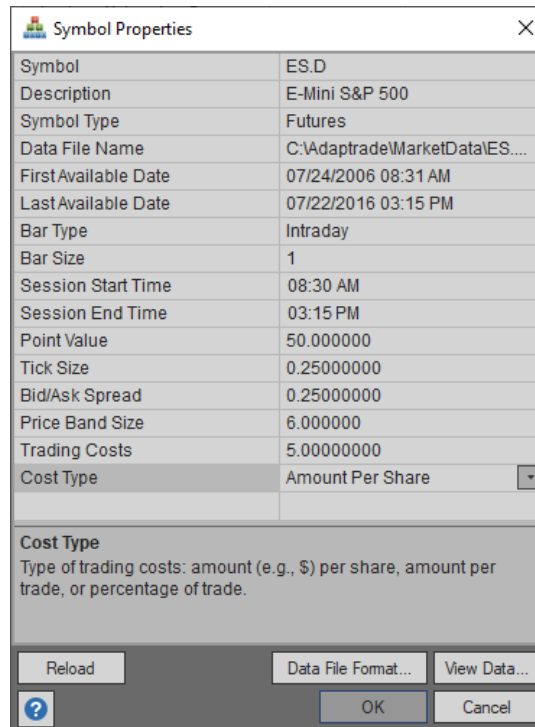 Symbol Properties
Symbol ES.D
Description E-Mini S&P 500
Symbol Type Futures
Data File Name C:\Adaptrade\MarketData\ES....
First Available Date 07/24/2006 08:31 AM
Last Available Date 07/22/2016 03:15 PM
Bar Type Intraday
Bar Size 1
Session Start Time 08:30 AM
Session End Time 03:15 PM
Point Value 50.000000
Tick Size 0.25000000
Bid/Ask Spread 0.25000000
Price Band Size 6.000000
Trading Costs 5.00000000
Cost Type Amount Per Share
Cost Type
Type of trading costs: amount (e.g., $) per share, amount per
trade, or percentage of trade.
Reload Data File Format... View Data...
? OK Cancel